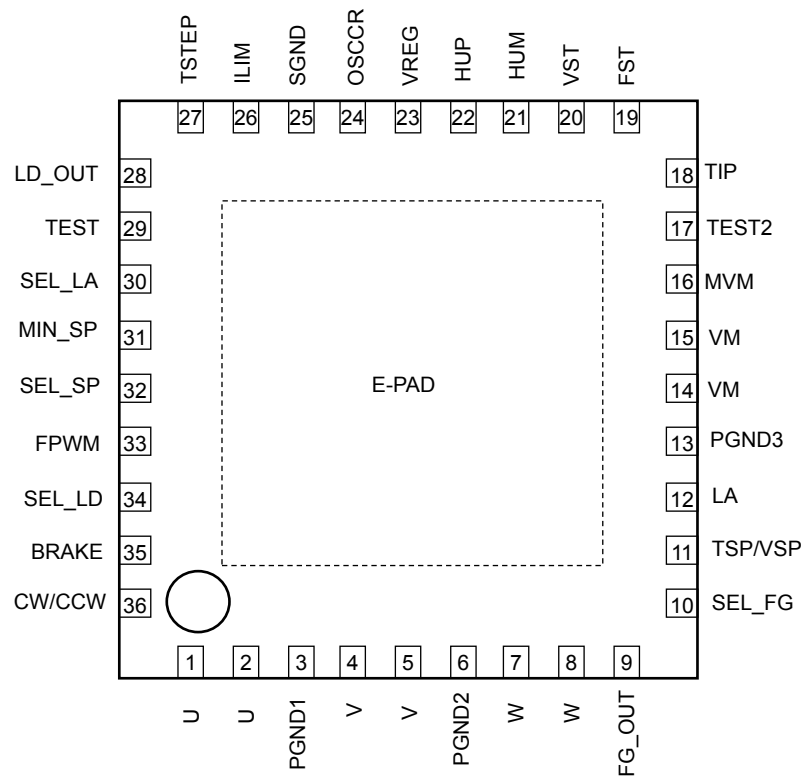 TSTEP ILIM SGND OSCCR VREG HUP HUM VST FST
27 26 25 24 23 22 21 20 19
LD_OUT 28 18 TIP
TEST 29 17 TEST2
SEL_LA 30 16 MVM
MIN_SP 31 15 VM
SEL_SP 32 E-PAD 14 VM
FPWM 33 13 PGND3
SEL_LD 34 12 LA
BRAKE 35 11 TSP/VSP
CW/CCW 36 10 SEL_FG
1 2 3 4 5 6 7 8 9
U U PGND1 V V PGND2 W W FG_OUT